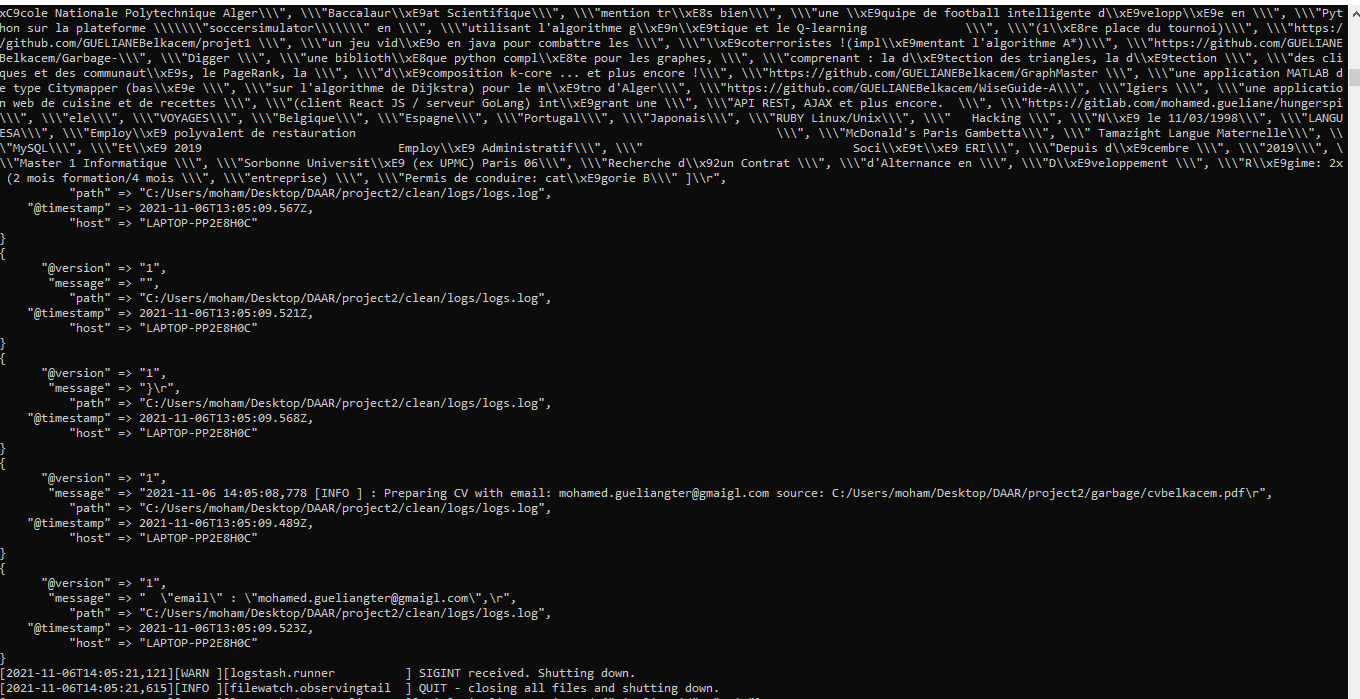 xC9cole Nationale Polytechnique Alger\\\", \\\"Baccalaur\\xE9at Scientifique\\\", \\\"mention tr\\xE8s bien\\\", \\\"une \\xE9quipe de football intelligente d\\xE9velopp\\xE9e en \\\", \\\"Pyt
hon sur la plateforme \\\\\\\"soccersimulator\\\\\\\" en \\\", \\\"utilisant l'algorithme g\\xE9n\\xE9tique et le Q-learning              \\\", \\\"(1\\xE8re place du tournoi)\\\", \\\"https:/
/github.com/GUELIANEBelkacem/projet1 \\\", \\\"un jeu vid\\xE9o en java pour combattre les \\\", \\\"\\xE9coterroristes !(impl\\xE9mentant l'algorithme A*)\\\", \\\"https://github.com/GUELIANE
Belkacem/Garbage-\\\", \\\"Digger \\\", \\\"une biblioth\\xE8que python compl\\xE8te pour les graphes, \\\", \\\"comprenant : la d\\xE9tection des triangles, la d\\xE9tection \\\", \\\"des cli
ques et des communaut\\xE9s, le PageRank, la \\\", \\\"d\\xE9composition k-core ... et plus encore !\\\", \\\"https://github.com/GUELIANEBelkacem/GraphMaster \\\", \\\"une application MATLAB d
e type Citymapper (bas\\xE9e \\\", \\\"sur l'algorithme de Dijkstra) pour le m\\xE9tro d'Alger\\\", \\\"https://github.com/GUELIANEBelkacem/WiseGuide-A\\\", \\\"lgiers \\\", \\\"une applicatio
n web de cuisine et de recettes \\\", \\\"(client React JS / serveur GoLang) int\\xE9grant une \\\", \\\"API REST, AJAX et plus encore.  \\\", \\\"https://gitlab.com/mohamed.gueliane/hungerspi
\\\", \\\"ele\\\", \\\"VOYAGES\\\", \\\"Belgique\\\", \\\"Espagne\\\", \\\"Portugal\\\", \\\"Japonais\\\", \\\"RUBY Linux/Unix\\\", \\\"   Hacking \\\", \\\"N\\xE9 le 11/03/1998\\\", \\\"LANGU
ESA\\\", \\\"Employ\\xE9 polyvalent de restauration                                                            \\\", \\\"McDonald's Paris Gambetta\\\", \\\" Tamazight Langue Maternelle\\\", \\
\"MySQL\\\", \\\"Et\\xE9 2019                            Employ\\xE9 Administratif\\\", \\\"                              Soci\\xE9t\\xE9 ERI\\\", \\\"Depuis d\\xE9cembre \\\", \\\"2019\\\", \
\\"Master 1 Informatique \\\", \\\"Sorbonne Universit\\xE9 (ex UPMC) Paris 06\\\", \\\"Recherche d\\x92un Contrat \\\", \\\"d'Alternance en \\\", \\\"D\\xE9veloppement \\\", \\\"R\\xE9gime: 2x
 (2 mois formation/4 mois \\\", \\\"entreprise) \\\", \\\"Permis de conduire: cat\\xE9gorie B\\\" ]\\r",
"path" => "C:/Users/moham/Desktop/DAAR/project2/clean/logs/logs.log",
"@timestamp" => 2021-11-06T13:05:09.567Z,
"host" => "LAPTOP-PP2E8H0C"
}
{
"@version" => "1",
"message" => "",
"path" => "C:/Users/moham/Desktop/DAAR/project2/clean/logs/logs.log",
"@timestamp" => 2021-11-06T13:05:09.521Z,
"host" => "LAPTOP-PP2E8H0C"
}
{
"@version" => "1",
"message" => "}\r",
"path" => "C:/Users/moham/Desktop/DAAR/project2/clean/logs/logs.log",
"@timestamp" => 2021-11-06T13:05:09.568Z,
"host" => "LAPTOP-PP2E8H0C"
}
{
"@version" => "1",
"message" => "2021-11-06 14:05:08,778 [INFO ] : Preparing CV with email: mohamed.gueliangter@gmaigl.com source: C:/Users/moham/Desktop/DAAR/project2/garbage/cvbelkacem.pdf\r",
"path" => "C:/Users/moham/Desktop/DAAR/project2/clean/logs/logs.log",
"@timestamp" => 2021-11-06T13:05:09.489Z,
"host" => "LAPTOP-PP2E8H0C"
}
{
"@version" => "1",
"message" => "  \"email\" : \"mohamed.gueliangter@gmaigl.com\",\r",
"path" => "C:/Users/moham/Desktop/DAAR/project2/clean/logs/logs.log",
"@timestamp" => 2021-11-06T13:05:09.523Z,
"host" => "LAPTOP-PP2E8H0C"
}
[2021-11-06T14:05:21,121][WARN ][logstash.runner          ] SIGINT received. Shutting down.
[2021-11-06T14:05:21,615][INFO ][filewatch.observingtail  ] QUIT - closing all files and shutting down.